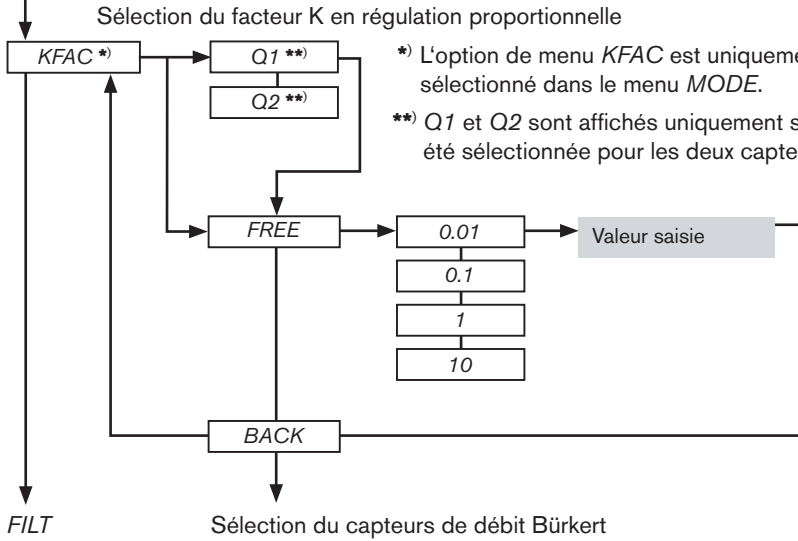 Sélection du facteur K en régulation proportionnelle
KFAC *)
Q1 **)
Q2 **)
*) L‘option de menu KFAC est uniqueme
sélectionné dans le menu MODE.
**) Q1 et Q2 sont affichés uniquement s
été sélectionnée pour les deux capte
FREE
0.01
Valeur saisie
0.1
1
10
BACK
FILT
Sélection du capteurs de débit Bürkert